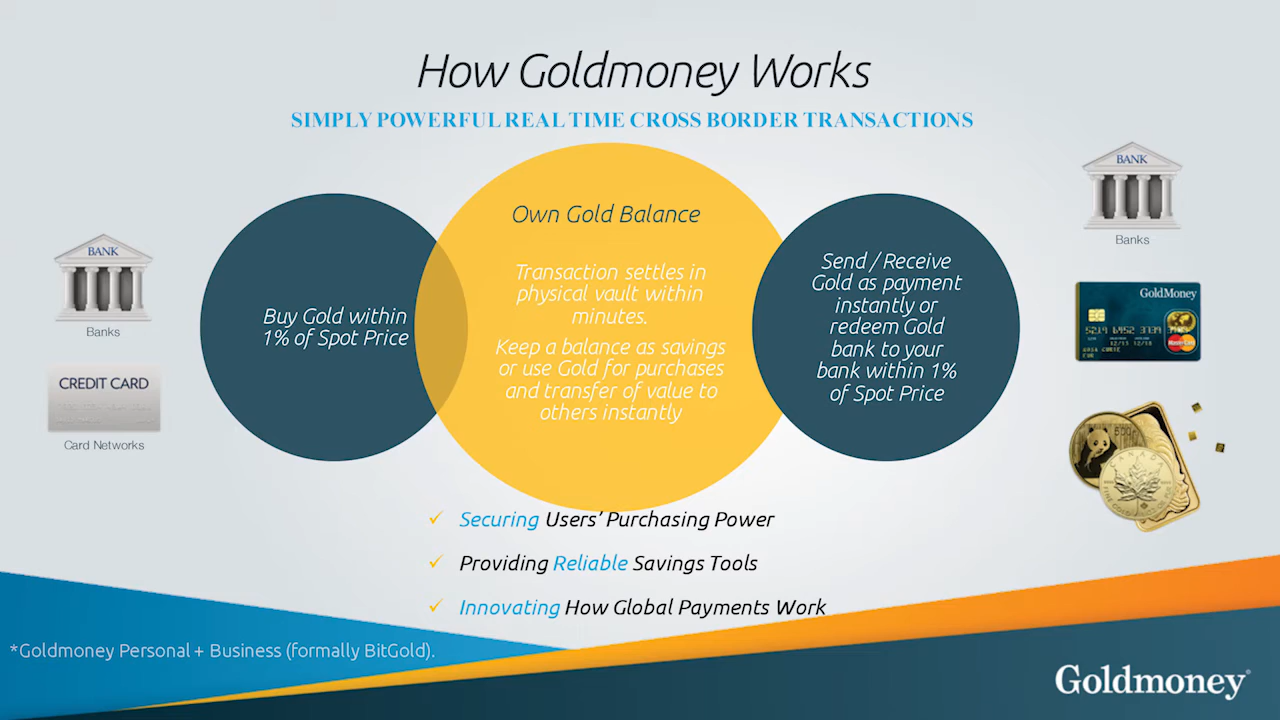 How Goldmoney Works
SIMPLY POWERFUL REAL TIME CROSS BORDER TRANSACTIONS
BANK
Banks
CREDIT CARD
Card Networks
Buy Gold within
1% of Spot Price
Own Gold Balance
Transaction settles in
physical vault within
minutes.
Keep a balance as savings
or use Gold for purchases
and transfer of value to
others instantly
Send / Receive
Gold as payment
instantly or
redeem Gold
bank to your
bank within 1%
of Spot Price
BANK
Banks
GoldMoney
MasterCard
✓ Securing Users’ Purchasing Power
✓ Providing Reliable Savings Tools
✓ Innovating How Global Payments Work
*Goldmoney Personal + Business (formally BitGold).
Goldmoney®